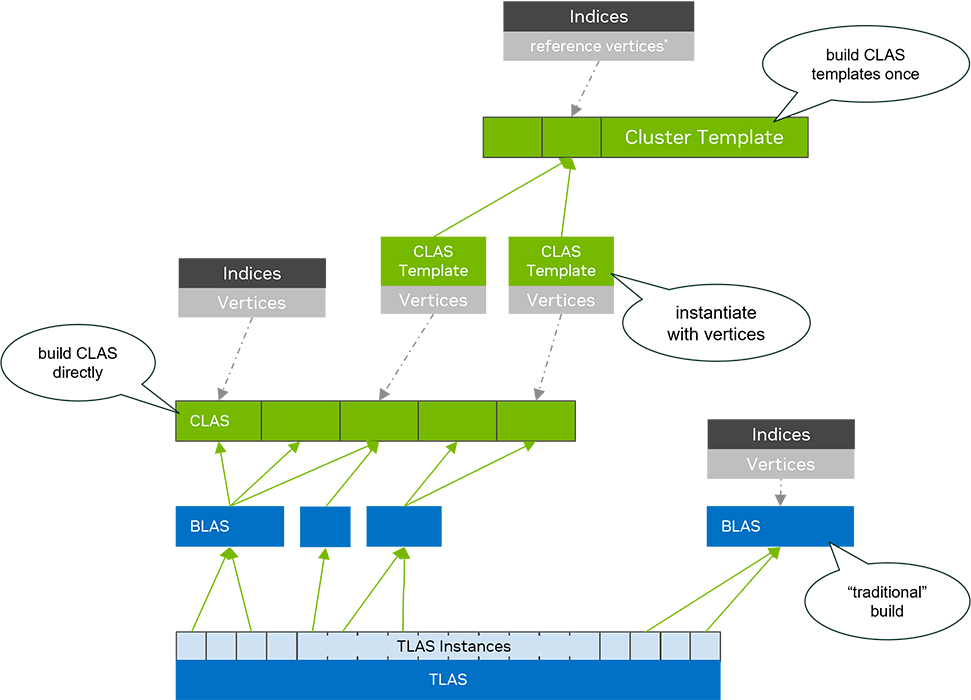 Indices
reference vertices*
build CLAS
templates once
Cluster Template
CLAS
Template
Vertices
CLAS
Template
Vertices
Indices
Vertices
instantiate
with vertices
build CLAS
directly
CLAS
Indices
Vertices
BLAS
BLAS
“traditional”
build
TLAS Instances
TLAS